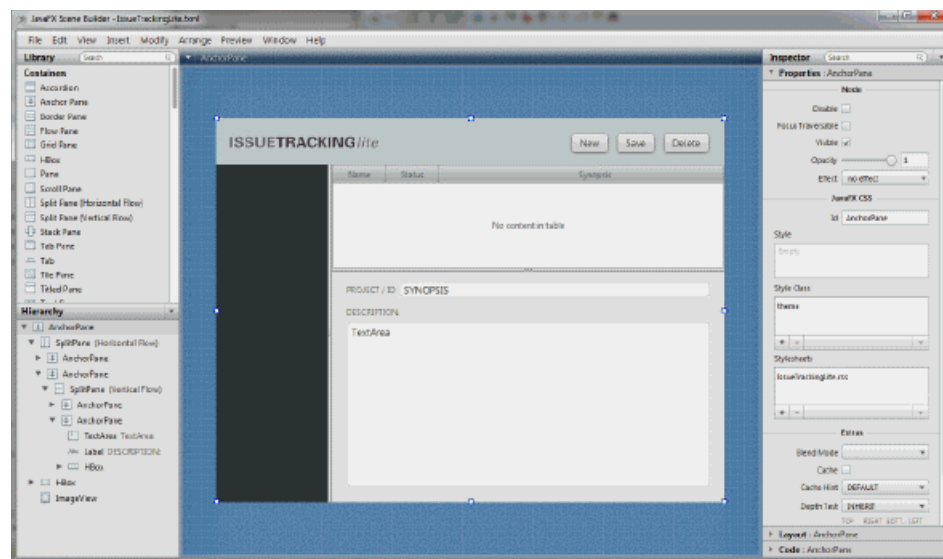 JavaFX Scene Builder - IssueTrackingLite.fxml
File Edit View Insert Modify Arrange Preview Window Help
Library Search
AnchorPane
Inspector Search
Containers
Accordion
Anchor Pane
Border Pane
Flow Pane
Grid Pane
HBox
Pane
Scroll Pane
Split Pane (Horizontal Flow)
Split Pane (Vertical Flow)
Stack Pane
Tab Pane
Tab
Tile Pane
Titled Pane
Hierarchy
AnchorPane
SplitPane (Horizontal Flow)
AnchorPane
AnchorPane
SplitPane (Vertical Flow)
AnchorPane
AnchorPane
TextArea TextArea
Label DESCRIPTION:
HBox
HBox
ImageView
ISSUETRACKINGlite
New Save Delete
Name Status Synopsis
No content in table
PROJECT / ID SYNOPSIS
DESCRIPTION:
TextArea
Properties : AnchorPane
Node
Disable
Focus Traversable
Visible
Opacity 1
Effect no effect
JavaFX CSS
Id AnchorPane
Style
Empty
Style Class
theme
+ -
Stylesheets
IssueTrackingLite.css
+ -
Extras
Blend Mode
Cache
Cache Hint DEFAULT
Depth Test INHERIT
TOP RIGHT BOTT.. LEFT
Layout : AnchorPane
Code : AnchorPane